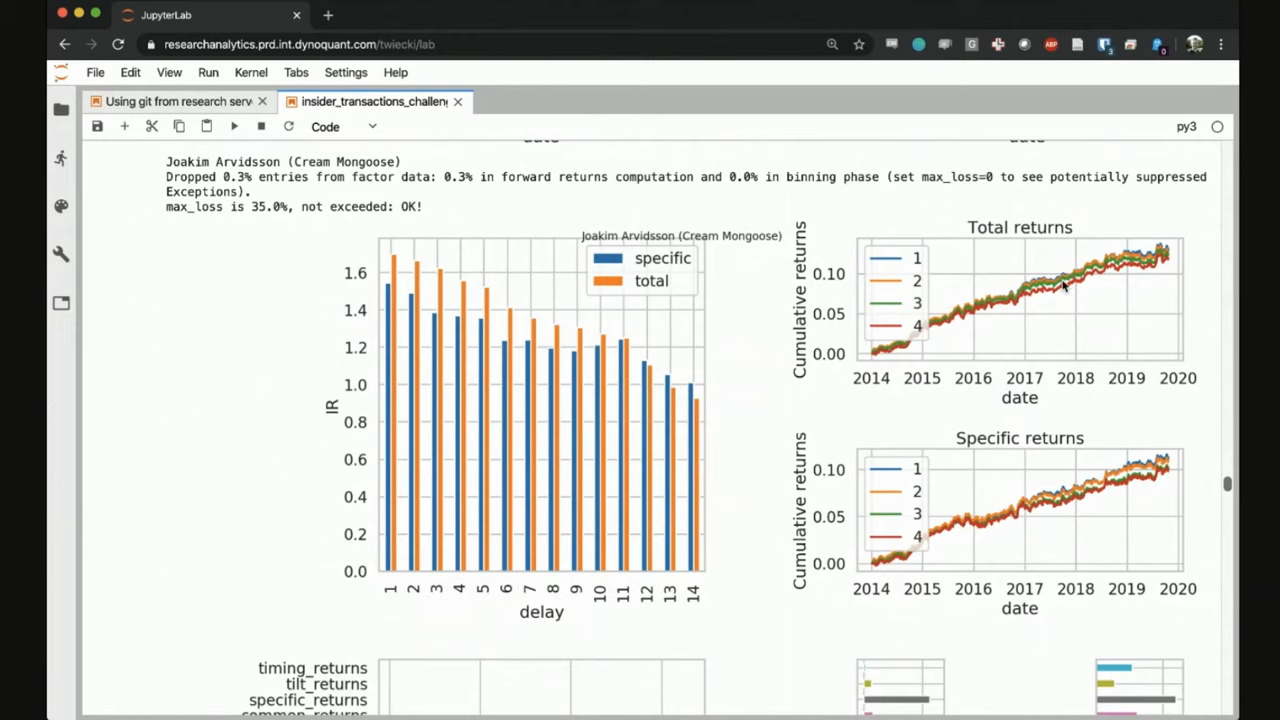 JupyterLab
researchanalytics.prd.int.dynoquant.com/twiecki/lab
File Edit View Run Kernel Tabs Settings Help
Using git from research serv
insider_transactions_challen
Code
py3
date date
Joakim Arvidsson (Cream Mongoose)
Dropped 0.3% entries from factor data: 0.3% in forward returns computation and 0.0% in binning phase (set max_loss=0 to see potentially suppressed
Exceptions).
max_loss is 35.0%, not exceeded: OK!
Joakim Arvidsson (Cream Mongoose)
specific
total
IR
1.6
1.4
1.2
1.0
0.8
0.6
0.4
0.2
0.0
1 2 3 4 5 6 7 8 9 10 11 12 13 14
delay
Total returns
Cumulative returns
0.10
0.05
0.00
1
2
3
4
2014 2015 2016 2017 2018 2019 2020
date
Specific returns
Cumulative returns
0.10
0.05
0.00
1
2
3
4
2014 2015 2016 2017 2018 2019 2020
date
timing_returns
tilt_returns
specific_returns
common_returns